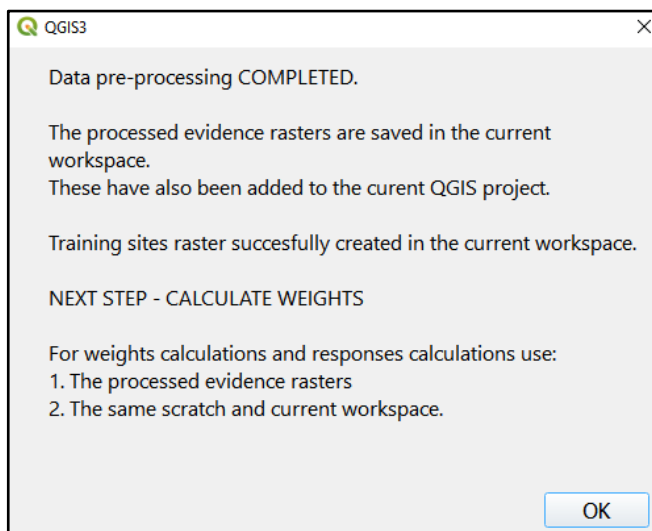 QGIS3
Data pre-processing COMPLETED.
The processed evidence rasters are saved in the current
workspace.
These have also been added to the curent QGIS project.
Training sites raster succesfully created in the current workspace.
NEXT STEP - CALCULATE WEIGHTS
For weights calculations and responses calculations use:
1. The processed evidence rasters
2. The same scratch and current workspace.
OK